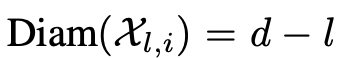 Diam(𝒳_{l,i}) = d − l